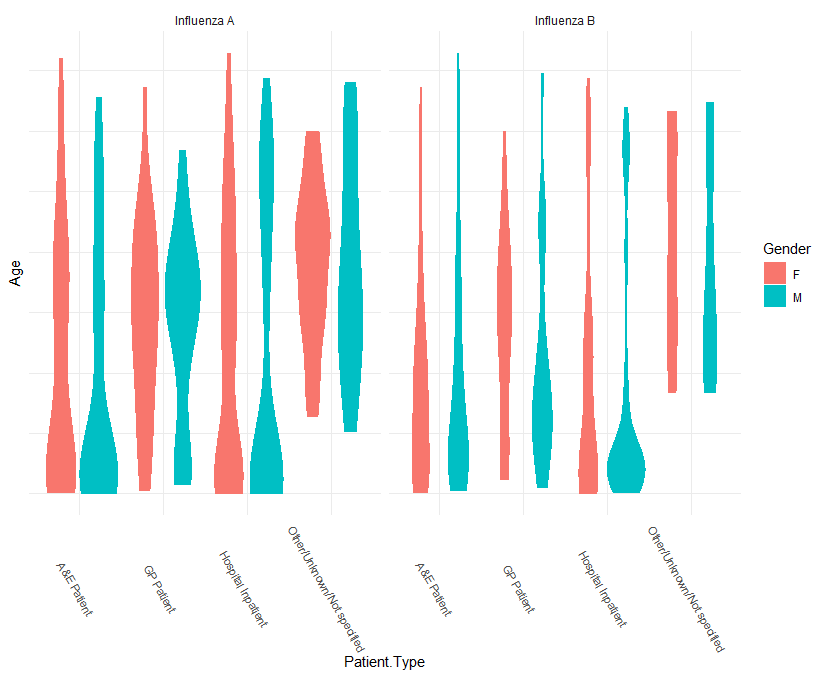 Influenza A
Influenza B
Age
Gender
F
M
A&E Patient
GP Patient
Hospital Inpatient
Other/Unknown/Not specified
A&E Patient
GP Patient
Hospital Inpatient
Other/Unknown/Not specified
Patient.Type